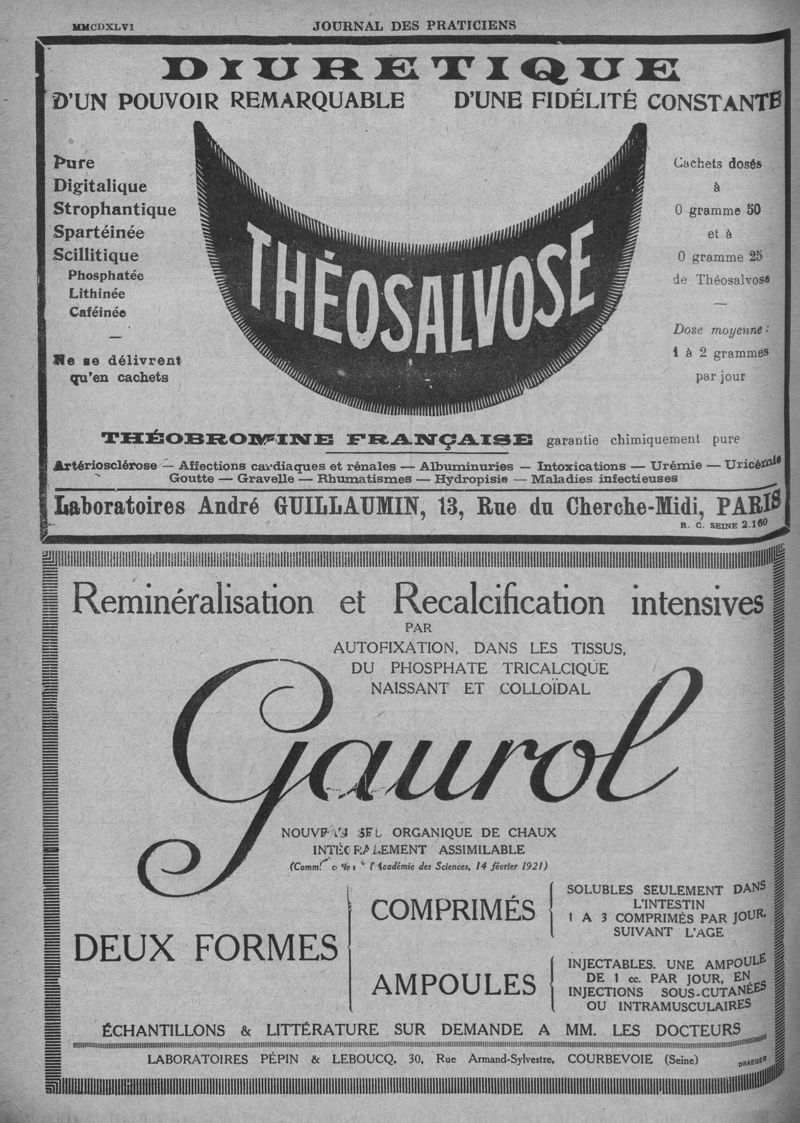 MMCDXLVI
JOURNAL DES PRATICIENS
DIURETIQUE
D'UN POUVOIR REMARQUABLE D'UNE FIDÉLITÉ CONSTANTE
Pure
Digitalique
Strophantique
Spartéinée
Scillitique
Phosphatée
Lithinée
Caféinée
—
Ne se délivrent
qu'en cachets
THÉOSALVOSE
Cachets dosés
à
0 gramme 50
et à
0 gramme 25
de Théosalvose
—
Dose moyenne :
1 à 2 grammes
par jour
THÉOBROMINE FRANÇAISE garantie chimiquement pure
Artériosclérose — Affections cardiaques et rénales — Albuminuries — Intoxications — Urémie — Uricémie
Goutte — Gravelle — Rhumatismes — Hydropisie — Maladies infectieuses
Laboratoires André GUILLAUMIN, 13, Rue du Cherche-Midi, PARIS
R. C. SEINE 2.160
Reminéralisation et Recalcification intensives
PAR
AUTOFIXATION, DANS LES TISSUS,
DU PHOSPHATE TRICALCIQUE
NAISSANT ET COLLOÏDAL
Gaurol
NOUVEAU SEL ORGANIQUE DE CHAUX
INTÉGRALEMENT ASSIMILABLE
l'Académie des Sciences, 14 février 1921)
DEUX FORMES
COMPRIMÉS
SOLUBLES SEULEMENT DANS
L'INTESTIN
1 A 3 COMPRIMÉS PAR JOUR,
SUIVANT L'AGE
AMPOULES
INJECTABLES. UNE AMPOULE
DE 1 cc. PAR JOUR, EN
INJECTIONS SOUS-CUTANÉES
OU INTRAMUSCULAIRES
ÉCHANTILLONS & LITTÉRATURE SUR DEMANDE A MM. LES DOCTEURS
LABORATOIRES PÉPIN & LEBOUCQ, 30, Rue Armand-Sylvestre, COURBEVOIE (Seine)
DRAEGER